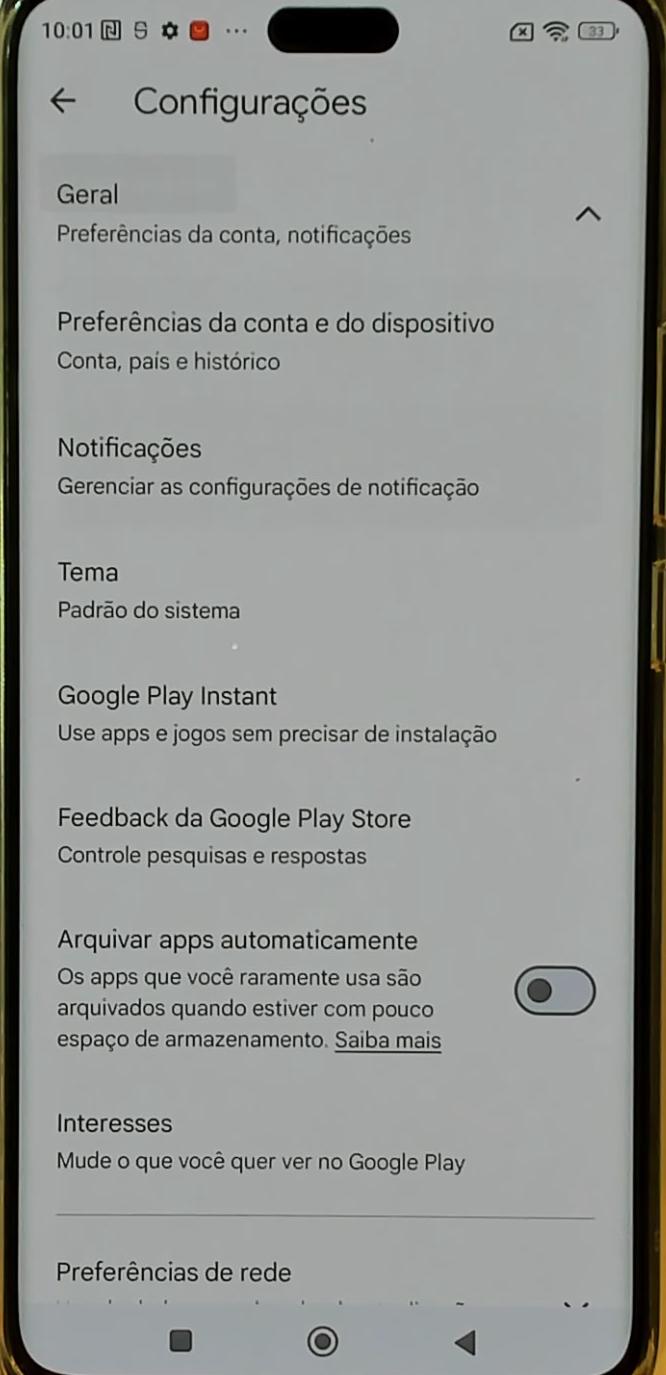 10:01
33
Configurações
Geral
Preferências da conta, notificações
Preferências da conta e do dispositivo
Conta, país e histórico
Notificações
Gerenciar as configurações de notificação
Tema
Padrão do sistema
Google Play Instant
Use apps e jogos sem precisar de instalação
Feedback da Google Play Store
Controle pesquisas e respostas
Arquivar apps automaticamente
Os apps que você raramente usa são
arquivados quando estiver com pouco
espaço de armazenamento. Saiba mais
Interesses
Mude o que você quer ver no Google Play
Preferências de rede